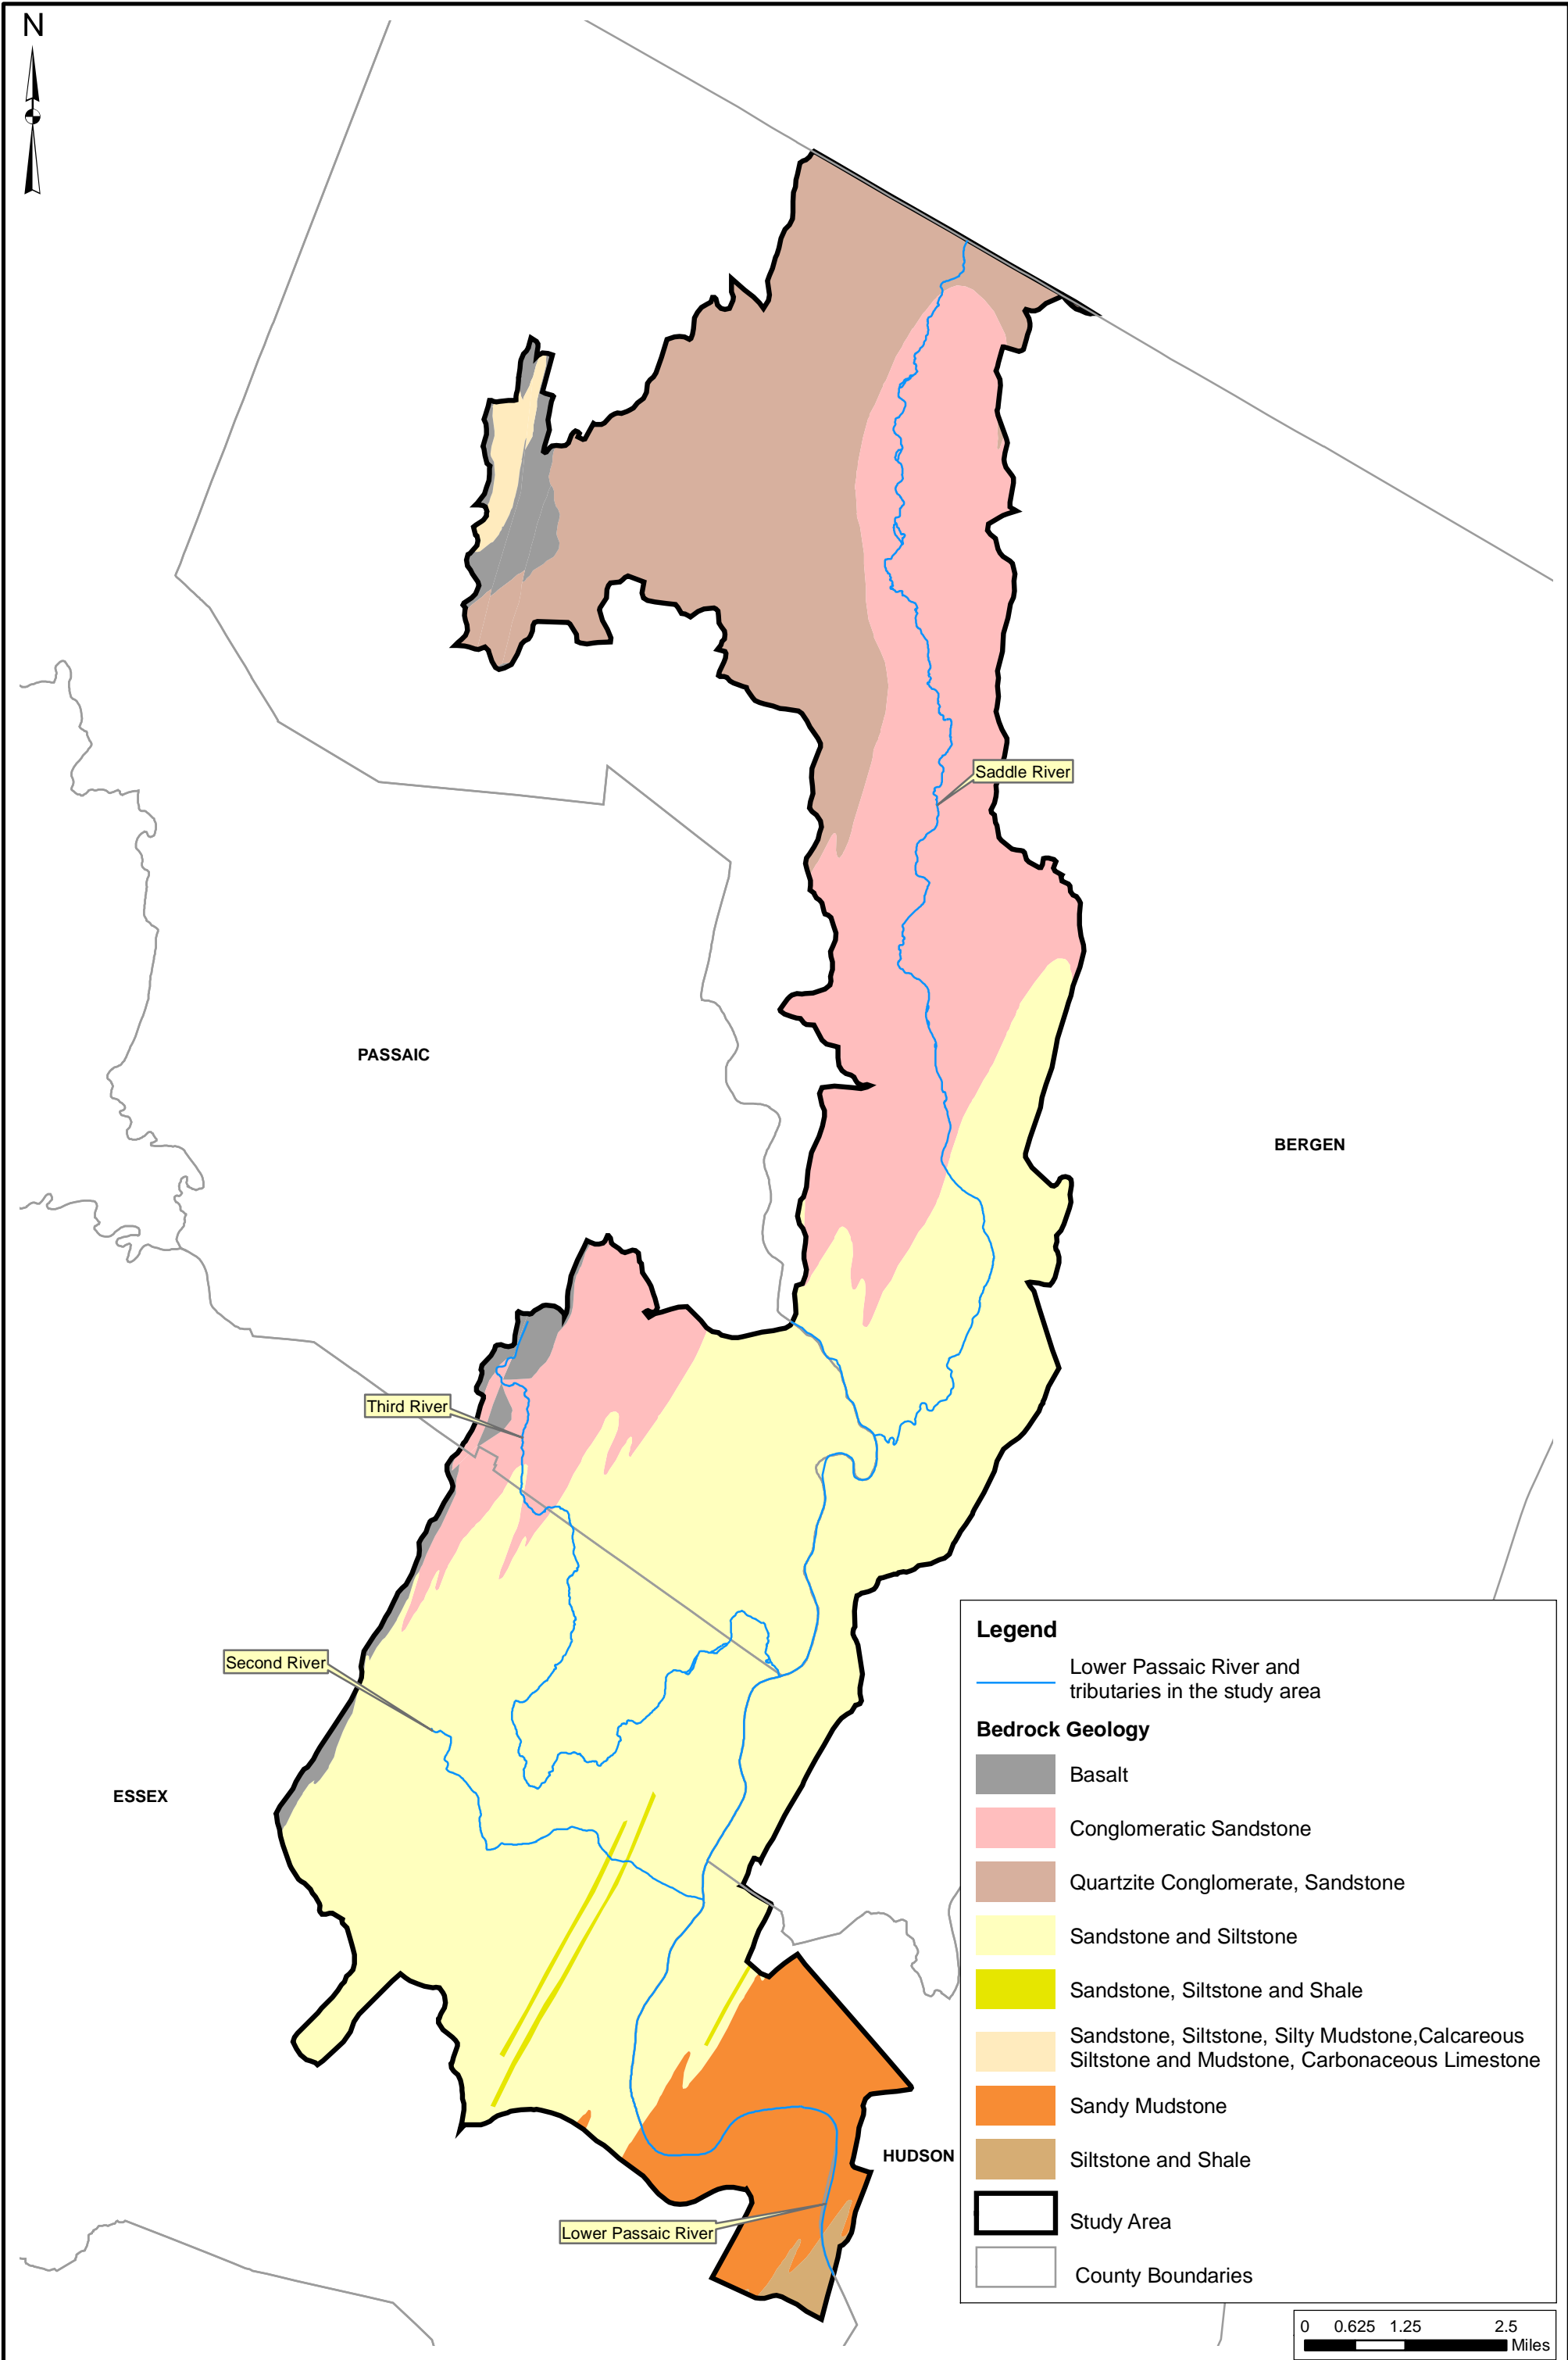 N
Saddle River
PASSAIC
BERGEN
Third River
Second River
ESSEX
HUDSON
Lower Passaic River
Legend
Lower Passaic River and
tributaries in the study area
Bedrock Geology
Basalt
Conglomeratic Sandstone
Quartzite Conglomerate, Sandstone
Sandstone and Siltstone
Sandstone, Siltstone and Shale
Sandstone, Siltstone, Silty Mudstone,Calcareous
Siltstone and Mudstone, Carbonaceous Limestone
Sandy Mudstone
Siltstone and Shale
Study Area
County Boundaries
0 0.625 1.25 2.5
Miles